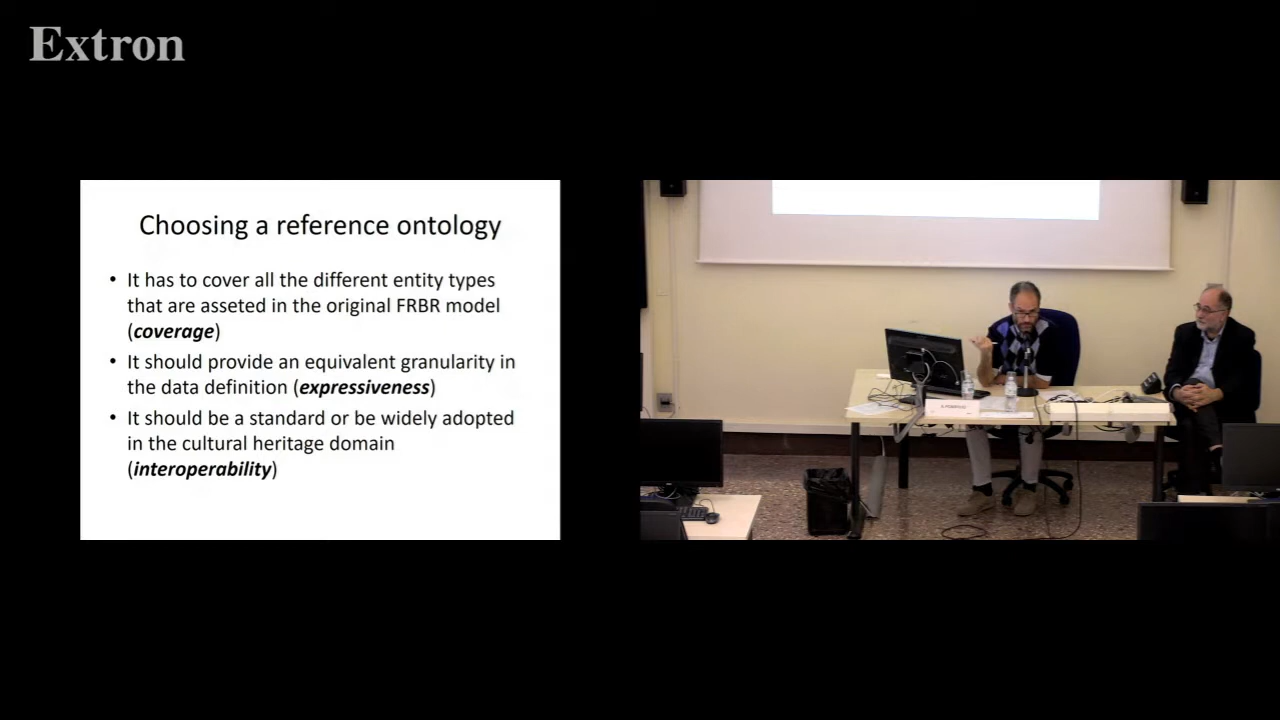 Extron
Choosing a reference ontology
• It has to cover all the different entity types
that are asseted in the original FRBR model
(coverage)
• It should provide an equivalent granularity in
the data definition (expressiveness)
• It should be a standard or be widely adopted
in the cultural heritage domain
(interoperability)